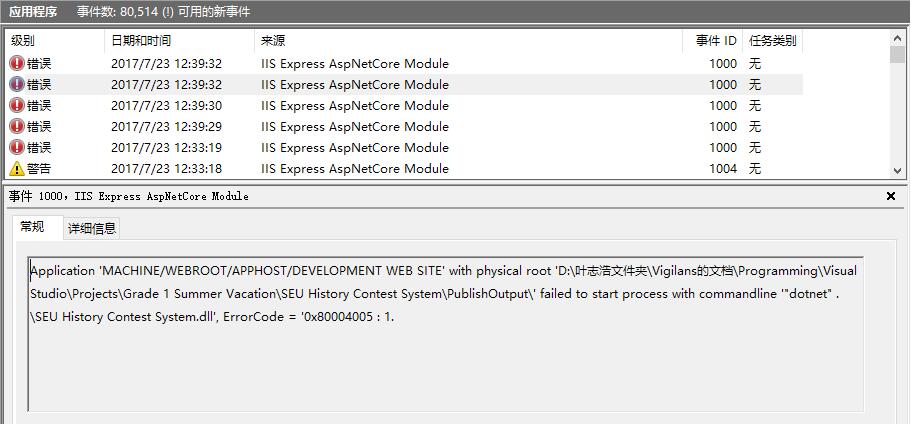 应用程序 事件数: 80,514 (!) 可用的新事件
级别 日期和时间 来源 事件 ID 任务类别
错误 2017/7/23 12:39:32 IIS Express AspNetCore Module 1000 无
错误 2017/7/23 12:39:32 IIS Express AspNetCore Module 1000 无
错误 2017/7/23 12:39:30 IIS Express AspNetCore Module 1000 无
错误 2017/7/23 12:39:29 IIS Express AspNetCore Module 1000 无
错误 2017/7/23 12:33:19 IIS Express AspNetCore Module 1000 无
警告 2017/7/23 12:33:18 IIS Express AspNetCore Module 1004 无
事件 1000，IIS Express AspNetCore Module
常规 详细信息
Application 'MACHINE/WEBROOT/APPHOST/DEVELOPMENT WEB SITE' with physical root 'D:\叶志浩文件夹\Vigilans的文档\Programming\Visual
Studio\Projects\Grade 1 Summer Vacation\SEU History Contest System\PublishOutput\' failed to start process with commandline '"dotnet" .
\SEU History Contest System.dll', ErrorCode = '0x80004005 : 1.